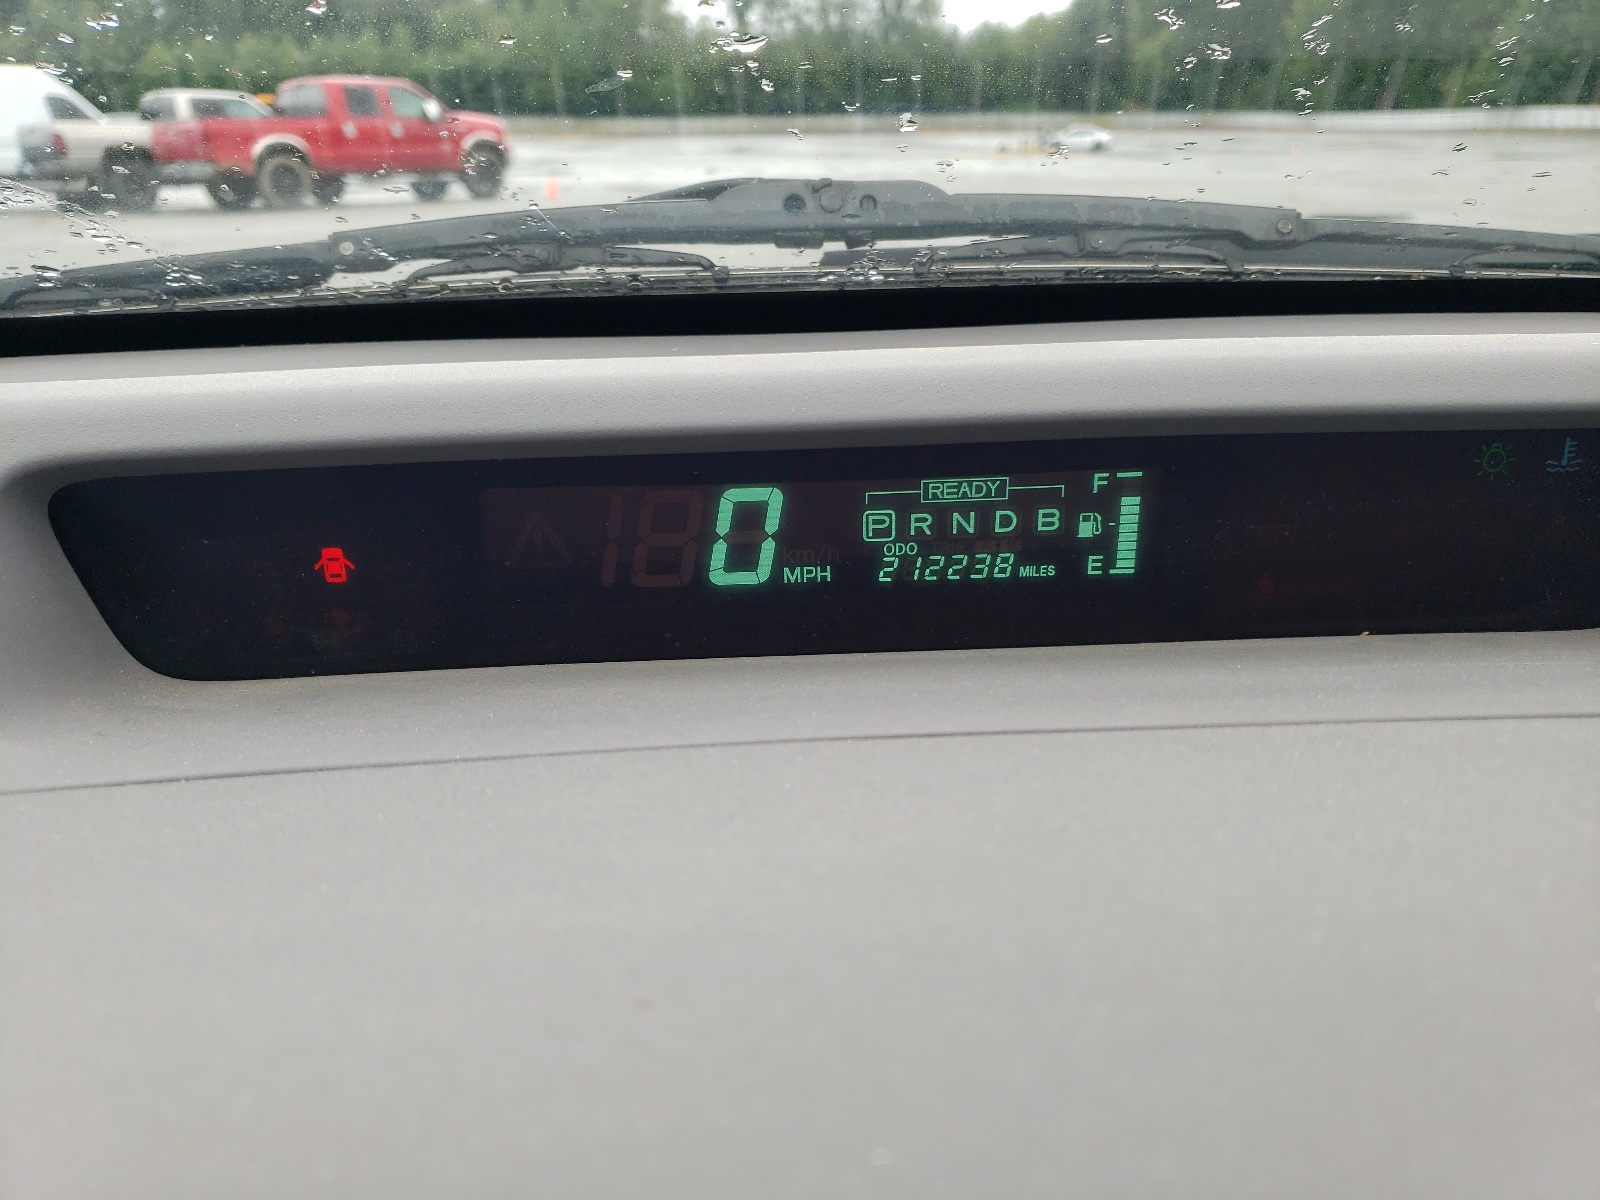 READY
F
P R N D B
0
km/h
MPH
ODO
212238 MILES
E